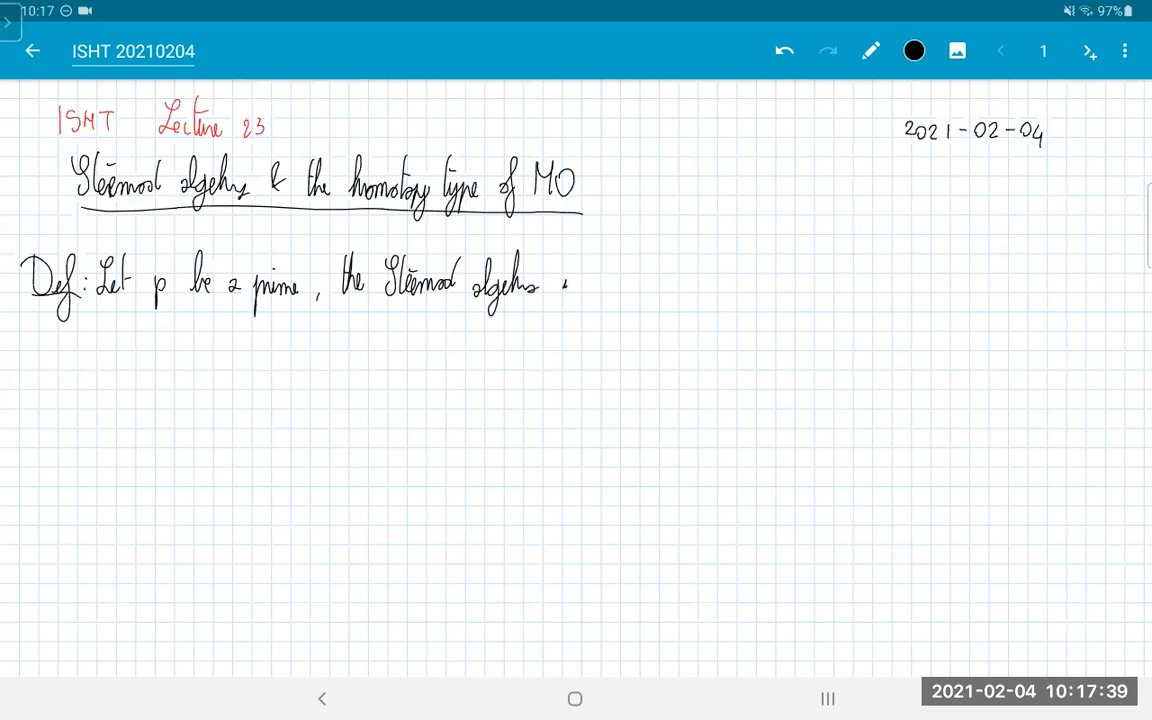 10:17
97%
ISHT 20210204
1
ISHT Lecture 23
2021-02-04
Steenrod algebra & the homotopy type of MO
Def: Let p be a prime, the Steenrod algebra
2021-02-04 10:17:39